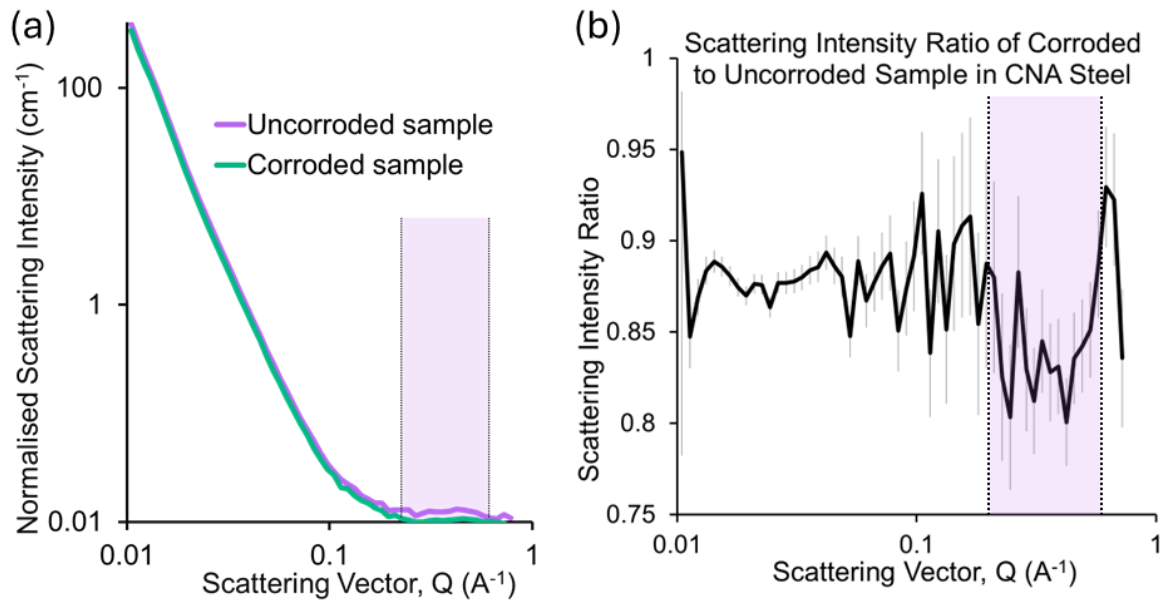 (a)
Normalised Scattering Intensity (cm-1)
100
1
0.01
Uncorroded sample
Corroded sample
0.01
0.1
1
Scattering Vector, Q (A-1)
(b)
Scattering Intensity Ratio of Corroded
to Uncorroded Sample in CNA Steel
Scattering Intensity Ratio
1
0.95
0.9
0.85
0.8
0.75
0.01
0.1
1
Scattering Vector, Q (A-1)